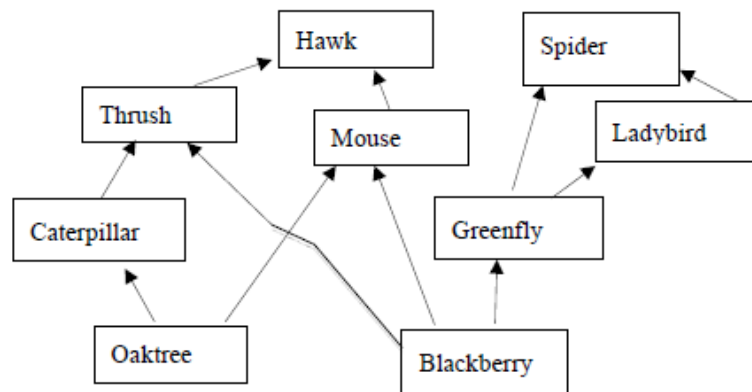 Hawk
Spider
Thrush
Mouse
Ladybird
Caterpillar
Greenfly
Oaktree
Blackberry